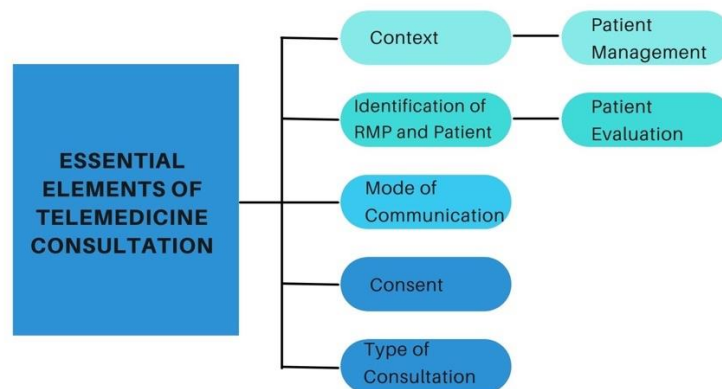 ESSENTIAL
ELEMENTS OF
TELEMEDICINE
CONSULTATION
Context
Patient
Management
Identification of
RMP and Patient
Patient
Evaluation
Mode of
Communication
Consent
Type of
Consultation